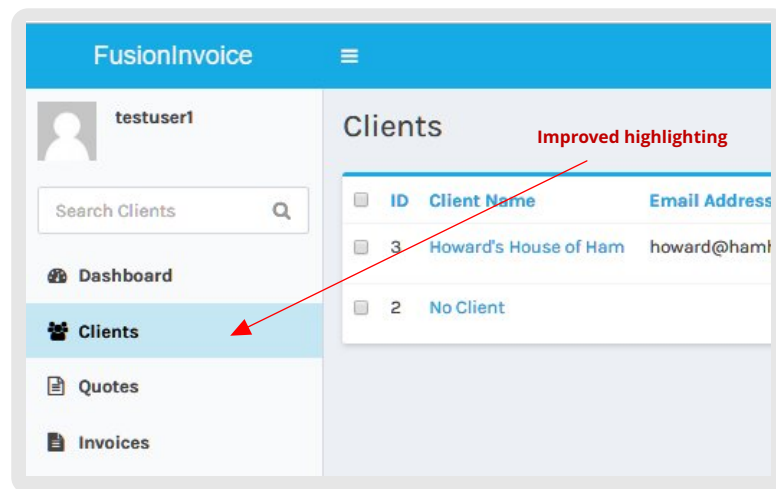 FusionInvoice
testuser1
Search Clients
Dashboard
Clients
Quotes
Invoices
Clients
Improved highlighting
ID Client Name Email Address
3 Howard's House of Ham
2 No Client